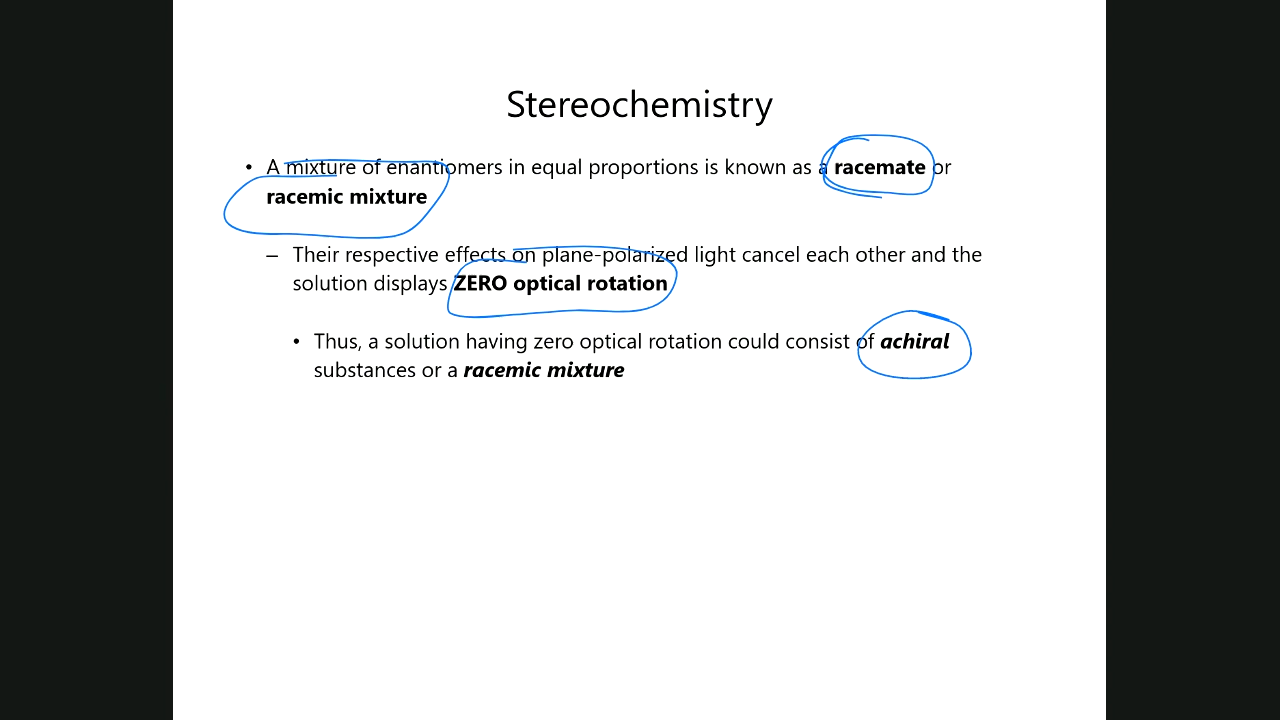 Stereochemistry
• A mixture of enantiomers in equal proportions is known as a racemate or
racemic mixture
– Their respective effects on plane-polarized light cancel each other and the
solution displays ZERO optical rotation
• Thus, a solution having zero optical rotation could consist of achiral
substances or a racemic mixture